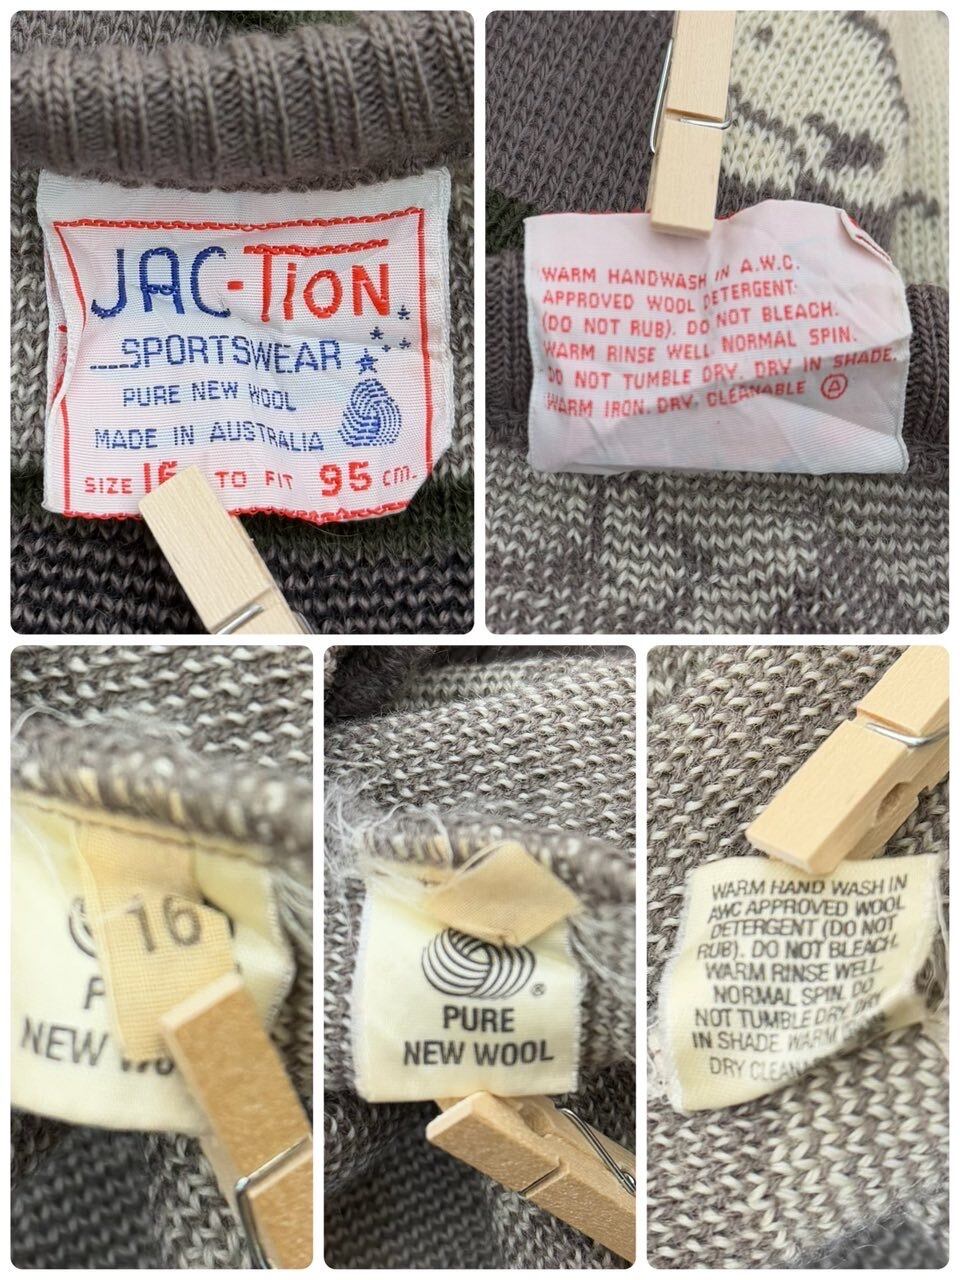 JAC-TiON
SPORTSWEAR
PURE NEW WOOL
MADE IN AUSTRALIA
SIZE TO FIT 95 cm.
WARM HANDWASH IN A.W.C.
APPROVED WOOL DETERGENT
(DO NOT RUB). DO NOT BLEACH.
WARM RINSE WELL. NORMAL SPIN.
DO NOT TUMBLE DRY. DRY IN SHADE.
WARM IRON. DRY. CLEANABLE Ⓐ
16
NEW
PURE
NEW WOOL
WARM HAND WASH IN
AWC APPROVED WOOL
DETERGENT (DO NOT
RUB). DO NOT BLEACH.
WARM RINSE WELL.
NORMAL SPIN. DO
NOT TUMBLE DRY. DRY
IN SHADE. WARM
DRY